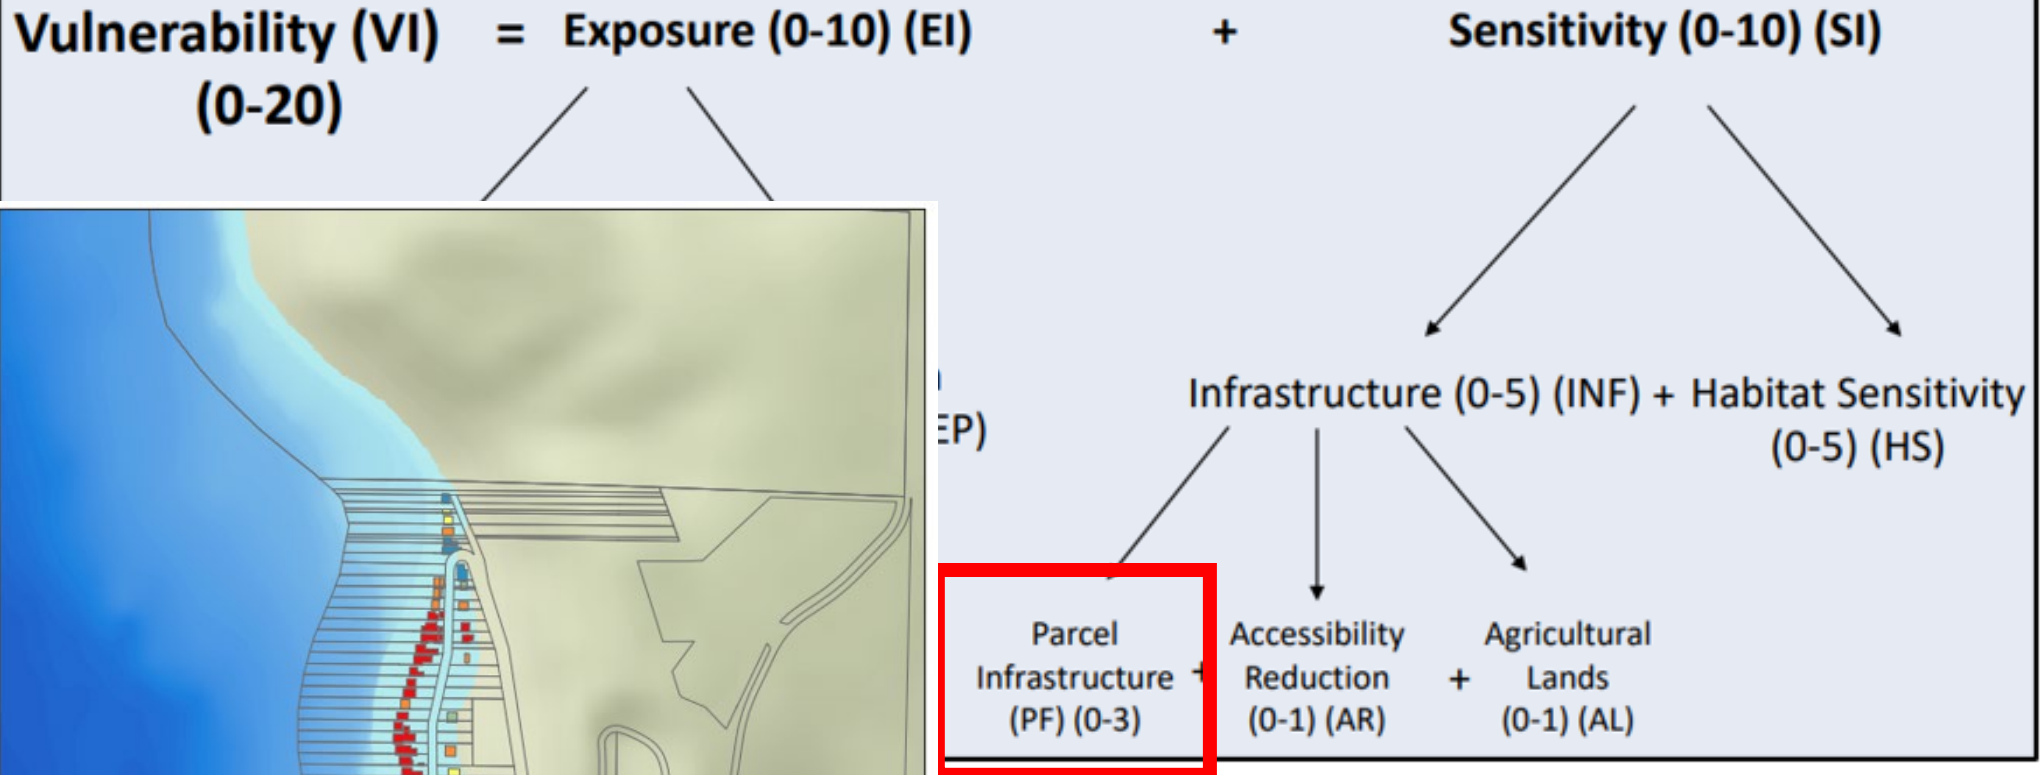 Vulnerability (VI) = Exposure (0-10) (EI) + Sensitivity (0-10) (SI)
(0-20)
EP)
Infrastructure (0-5) (INF) + Habitat Sensitivity
(0-5) (HS)
Parcel
Infrastructure
(PF) (0-3)
+
Accessibility
Reduction
(0-1) (AR)
+
Agricultural
Lands
(0-1) (AL)